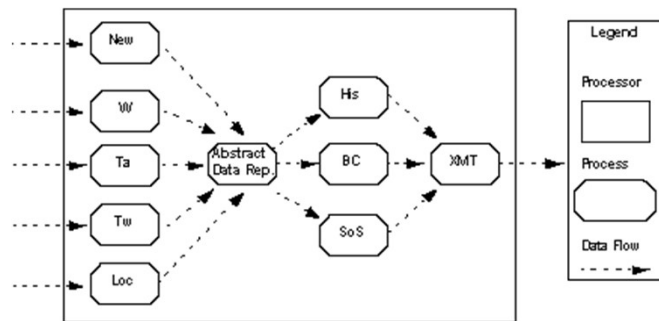 New
W
Ta
Tw
Loc
Abstract
Data Rep.
His
BC
SoS
XMT
Legend
Processor
Process
Data Flow